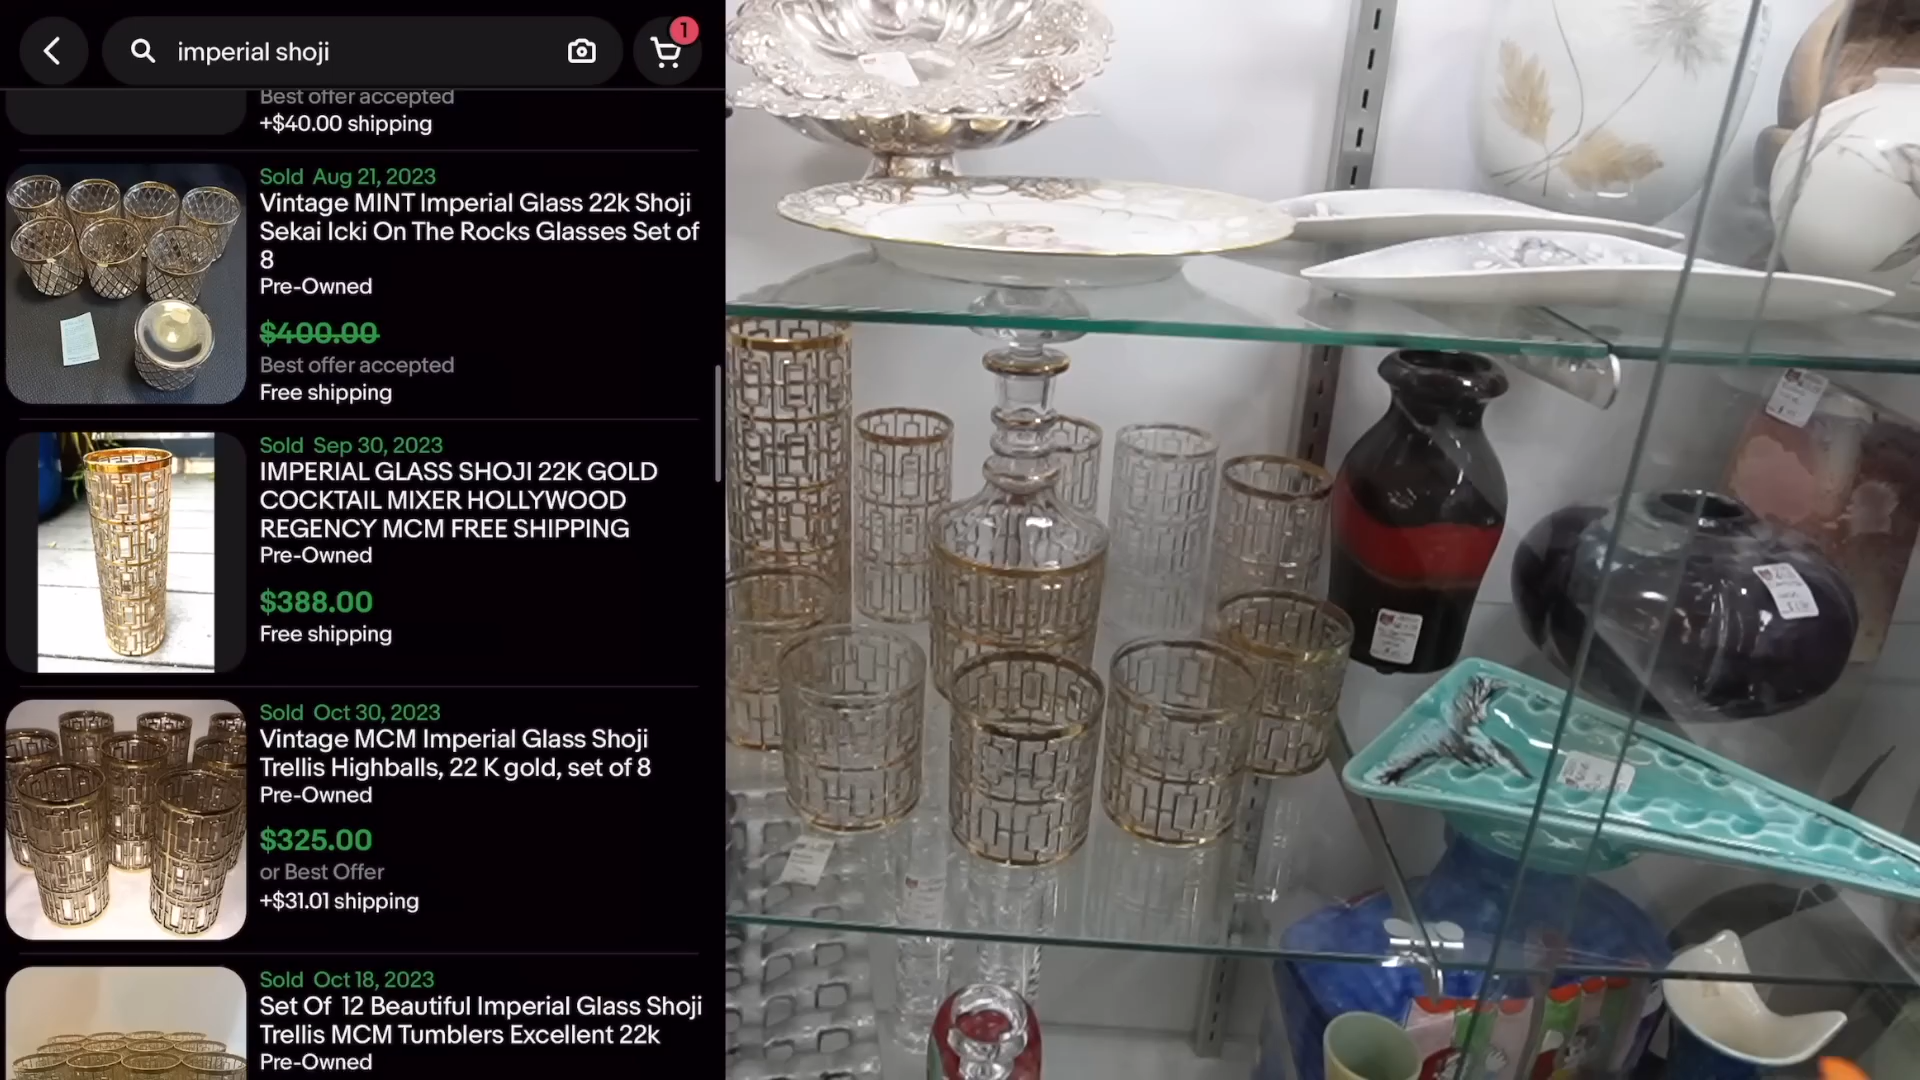 imperial shoji
1
Best offer accepted
+$40.00 shipping
Sold Aug 21, 2023
Vintage MINT Imperial Glass 22k Shoji
Sekai Icki On The Rocks Glasses Set of
8
Pre-Owned
$400.00
Best offer accepted
Free shipping
Sold Sep 30, 2023
IMPERIAL GLASS SHOJI 22K GOLD
COCKTAIL MIXER HOLLYWOOD
REGENCY MCM FREE SHIPPING
Pre-Owned
$388.00
Free shipping
Sold Oct 30, 2023
Vintage MCM Imperial Glass Shoji
Trellis Highballs, 22 K gold, set of 8
Pre-Owned
$325.00
or Best Offer
+$31.01 shipping
Sold Oct 18, 2023
Set Of 12 Beautiful Imperial Glass Shoji
Trellis MCM Tumblers Excellent 22k
Pre-Owned